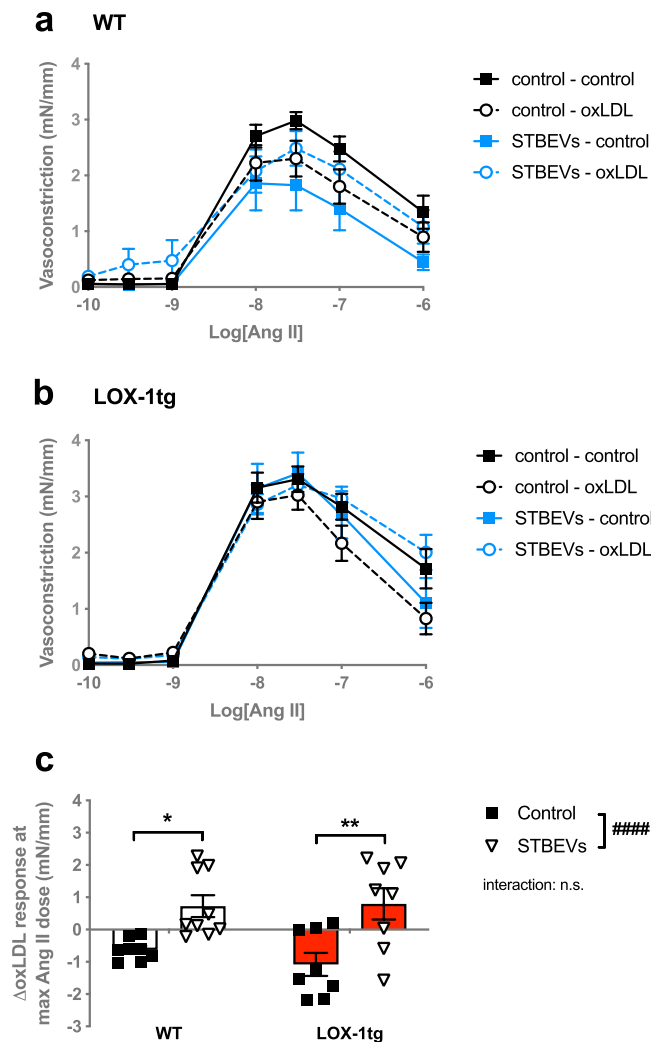 a WT
Vasoconstriction (mN/mm)
4
3
2
1
0
-10 -9 -8 -7 -6
Log[Ang II]
control - control
control - oxLDL
STBEVs - control
STBEVs - oxLDL
b LOX-1tg
Vasoconstriction (mN/mm)
4
3
2
1
0
-10 -9 -8 -7 -6
Log[Ang II]
control - control
control - oxLDL
STBEVs - control
STBEVs - oxLDL
c
ΔoxLDL response at
max Ang II dose (mN/mm)
4
3
2
1
0
-1
-2
-3
* **
WT LOX-1tg
Control
STBEVs
####
interaction: n.s.